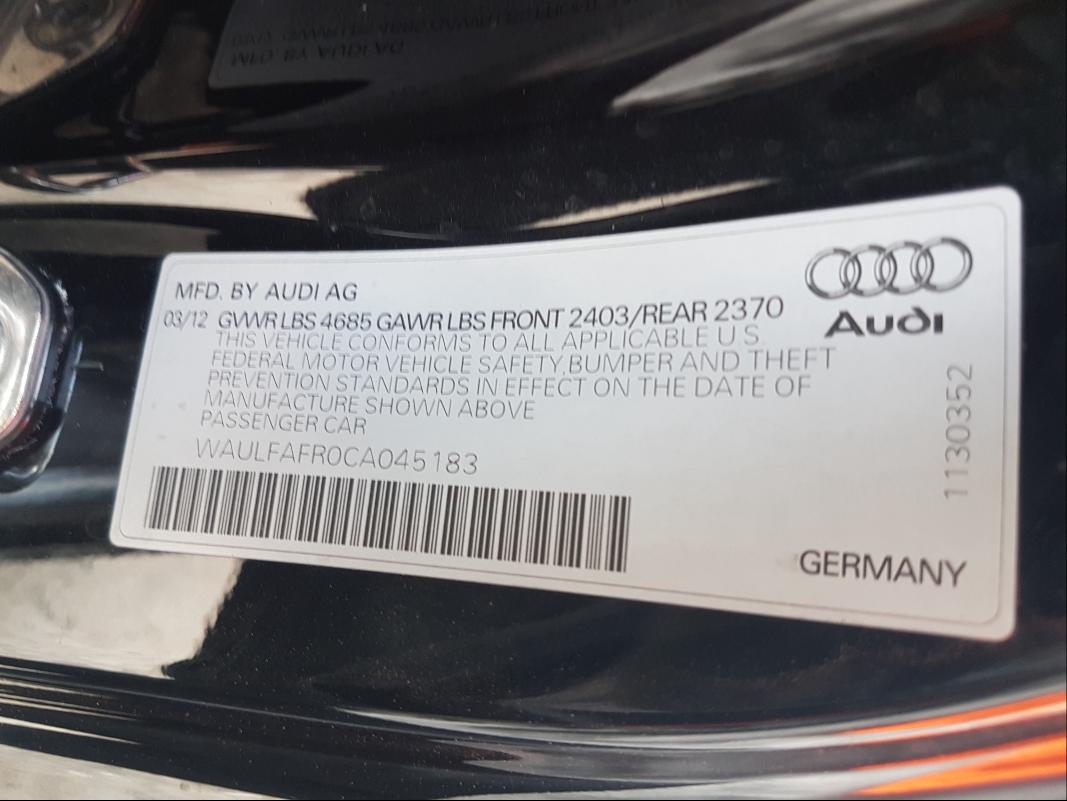 MFD. BY AUDI AG
03/12 GVWR LBS 4685 GAWR LBS FRONT 2403/REAR 2370
THIS VEHICLE CONFORMS TO ALL APPLICABLE U.S.
FEDERAL MOTOR VEHICLE SAFETY, BUMPER AND THEFT
PREVENTION STANDARDS IN EFFECT ON THE DATE OF
MANUFACTURE SHOWN ABOVE
PASSENGER CAR
WAULFAFR0CA045183
Audi
1130352
GERMANY